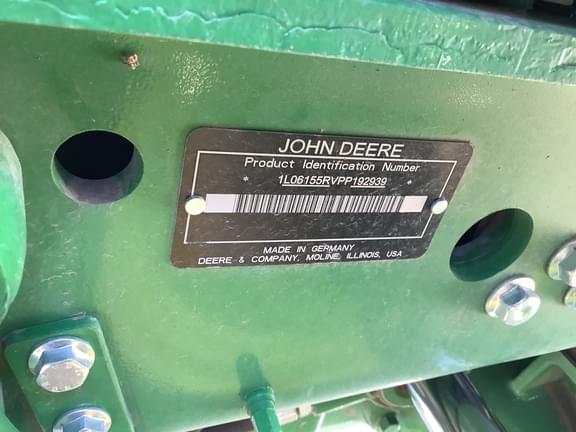 JOHN DEERE
Product Identification Number
* 1L06155RVPP192939 *
MADE IN GERMANY
DEERE & COMPANY, MOLINE, ILLINOIS, USA